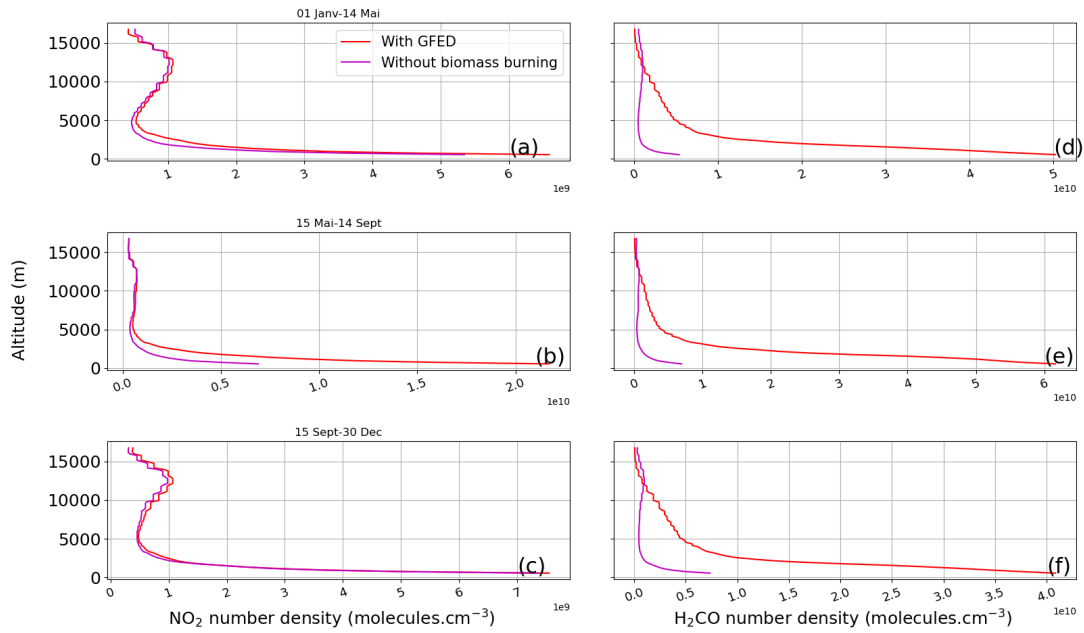 01 Janv-14 Mai
With GFED
Without biomass burning
15000
10000
5000
0
(a)
1 2 3 4 5 6
1e9
(d)
0 1 2 3 4 5
1e10
15 Mai-14 Sept
Altitude (m)
15000
10000
5000
0
(b)
0.0 0.5 1.0 1.5 2.0
1e10
(e)
0 1 2 3 4 5 6
1e10
15 Sept-30 Dec
15000
10000
5000
0
(c)
0 1 2 3 4 5 6 7
1e9
NO₂ number density (molecules.cm⁻³)
(f)
0.0 0.5 1.0 1.5 2.0 2.5 3.0 3.5 4.0
1e10
H₂CO number density (molecules.cm⁻³)